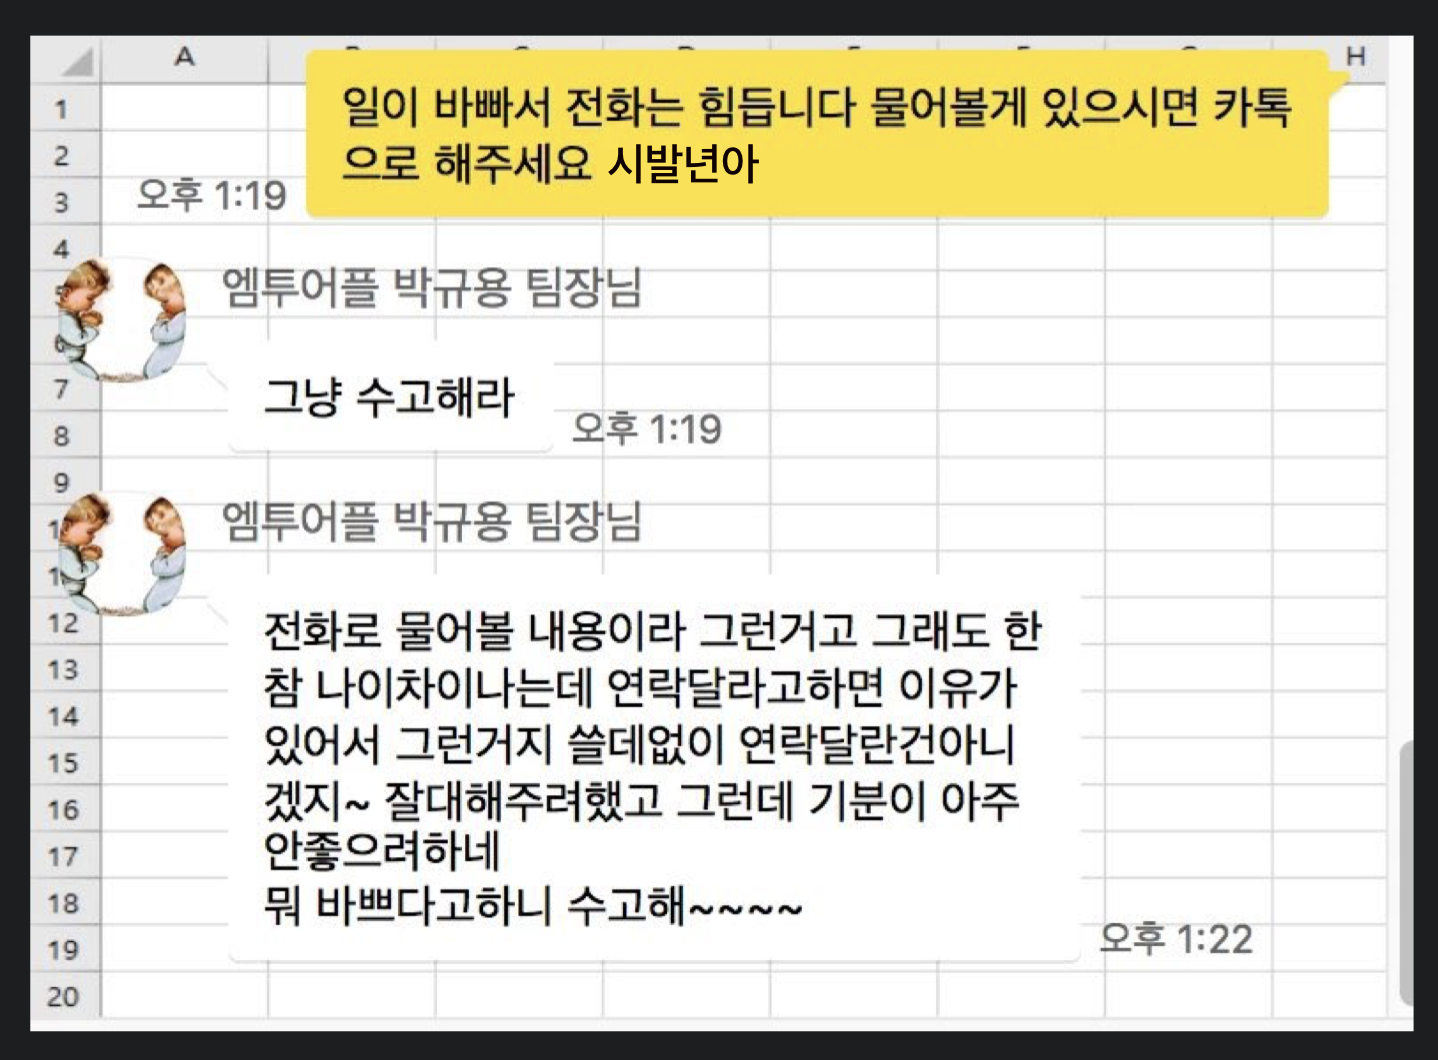 A H
1
2
3
4
7
8
9
12
13
14
15
16
17
18
19
20
일이 바빠서 전화는 힘듭니다 물어볼게 있으시면 카톡
으로 해주세요 시발년아
오후 1:19
엠투어플 박규용 팀장님
그냥 수고해라
오후 1:19
엠투어플 박규용 팀장님
전화로 물어볼 내용이라 그런거고 그래도 한
참 나이차이나는데 연락달라고하면 이유가
있어서 그런거지 쓸데없이 연락달란건아니
겠지~ 잘대해주려했고 그런데 기분이 아주
안좋으려하네
뭐 바쁘다고하니 수고해~~~~
오후 1:22